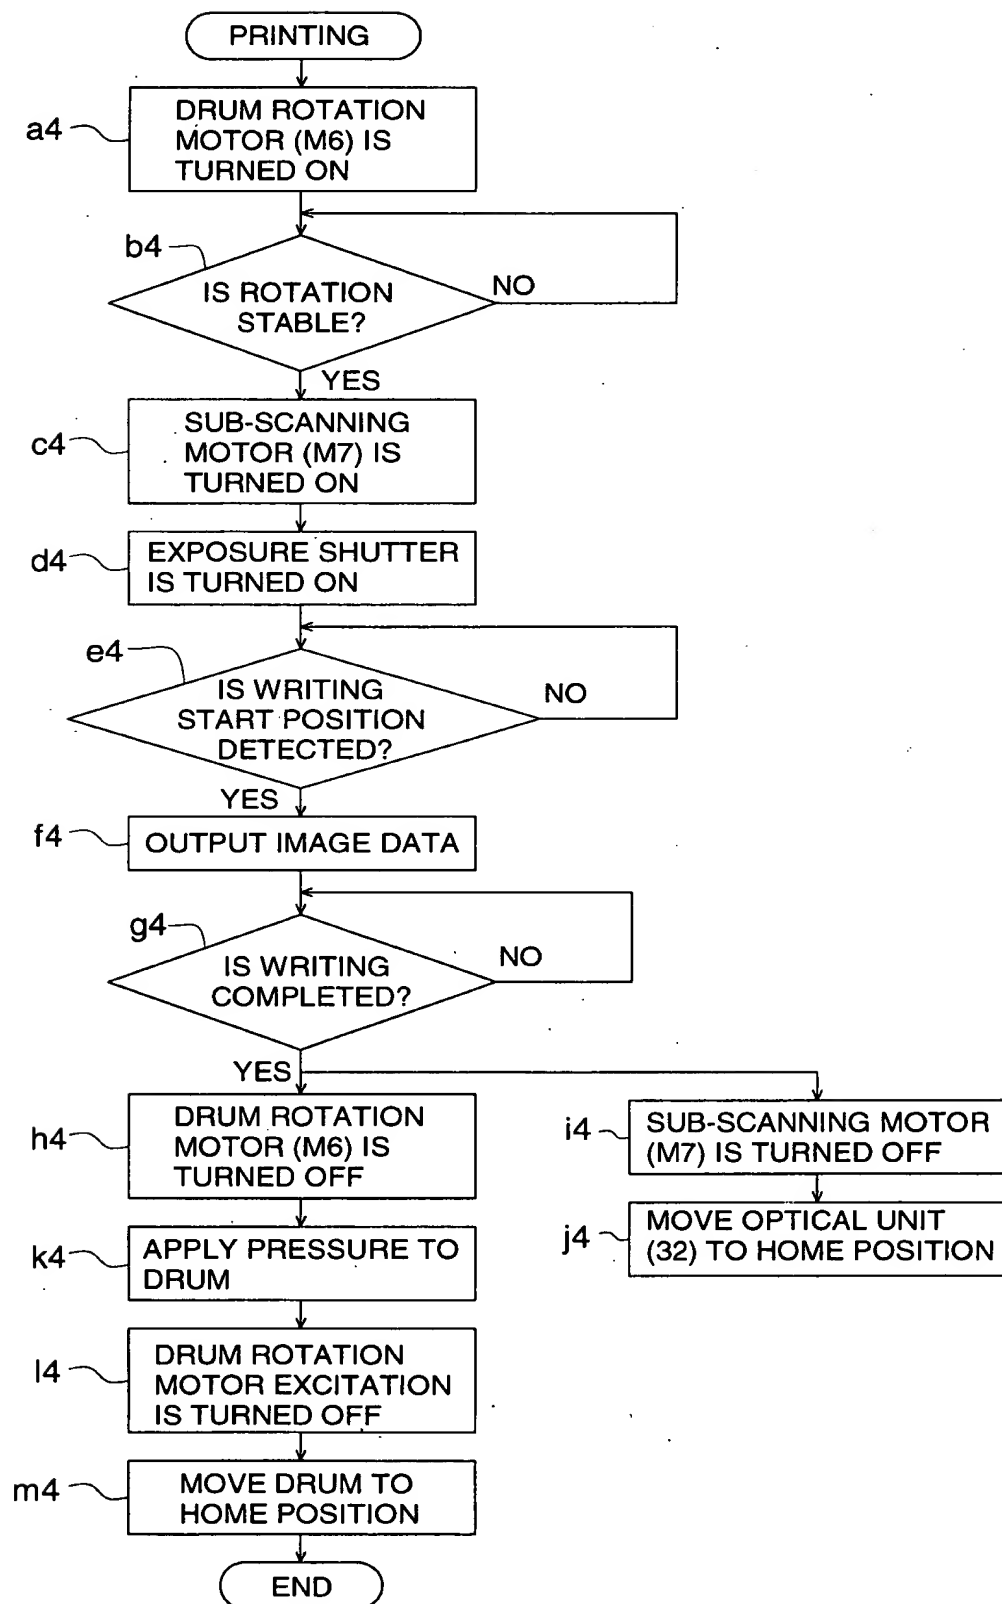 PRINTING
a4
DRUM ROTATION
MOTOR (M6) IS
TURNED ON
b4
IS ROTATION
STABLE?
NO
YES
c4
SUB-SCANNING
MOTOR (M7) IS
TURNED ON
d4
EXPOSURE SHUTTER
IS TURNED ON
e4
IS WRITING
START POSITION
DETECTED?
NO
YES
f4
OUTPUT IMAGE DATA
g4
IS WRITING
COMPLETED?
NO
YES
h4
DRUM ROTATION
MOTOR (M6) IS
TURNED OFF
i4
SUB-SCANNING MOTOR
(M7) IS TURNED OFF
j4
MOVE OPTICAL UNIT
(32) TO HOME POSITION
k4
APPLY PRESSURE TO
DRUM
l4
DRUM ROTATION
MOTOR EXCITATION
IS TURNED OFF
m4
MOVE DRUM TO
HOME POSITION
END